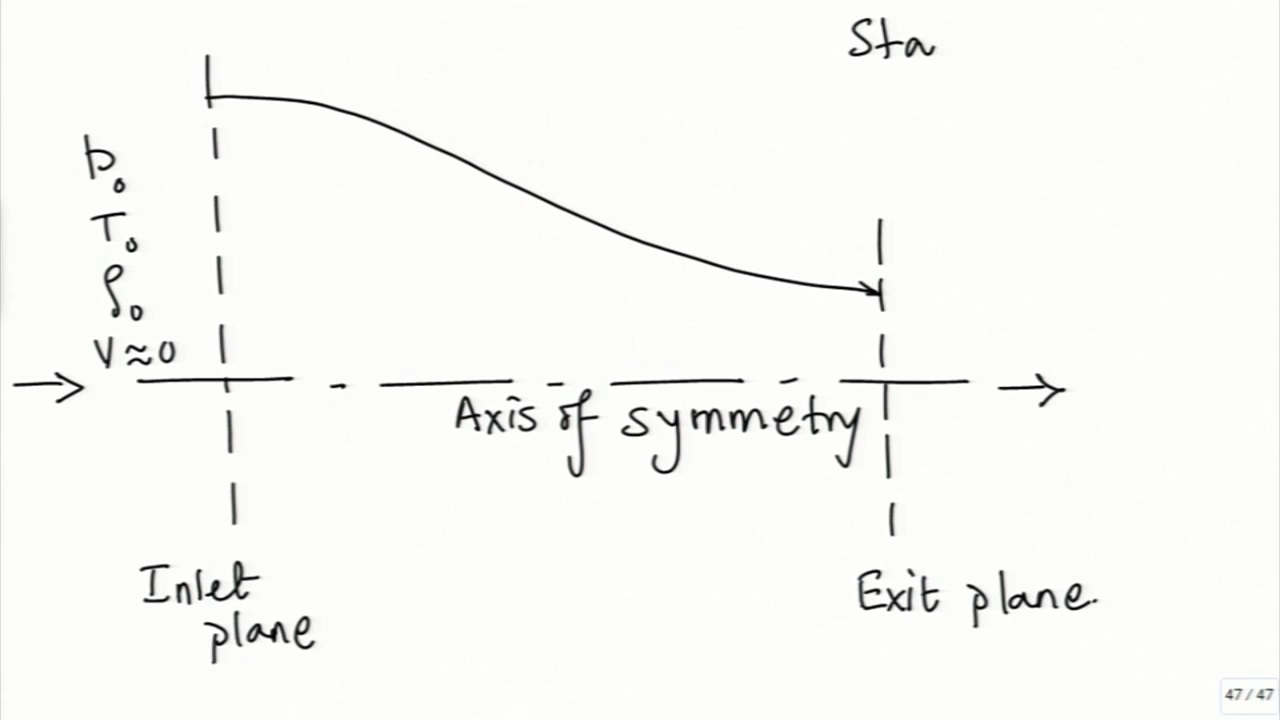 Sta
p₀
T₀
ρ₀
V≈0
Axis of symmetry
Inlet
plane
Exit plane.
47 / 47